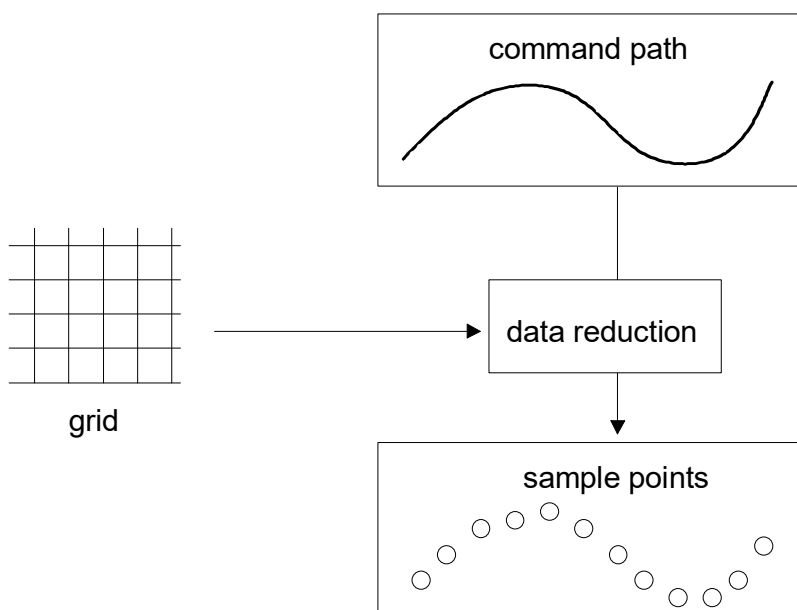 command path
data reduction
grid
sample points